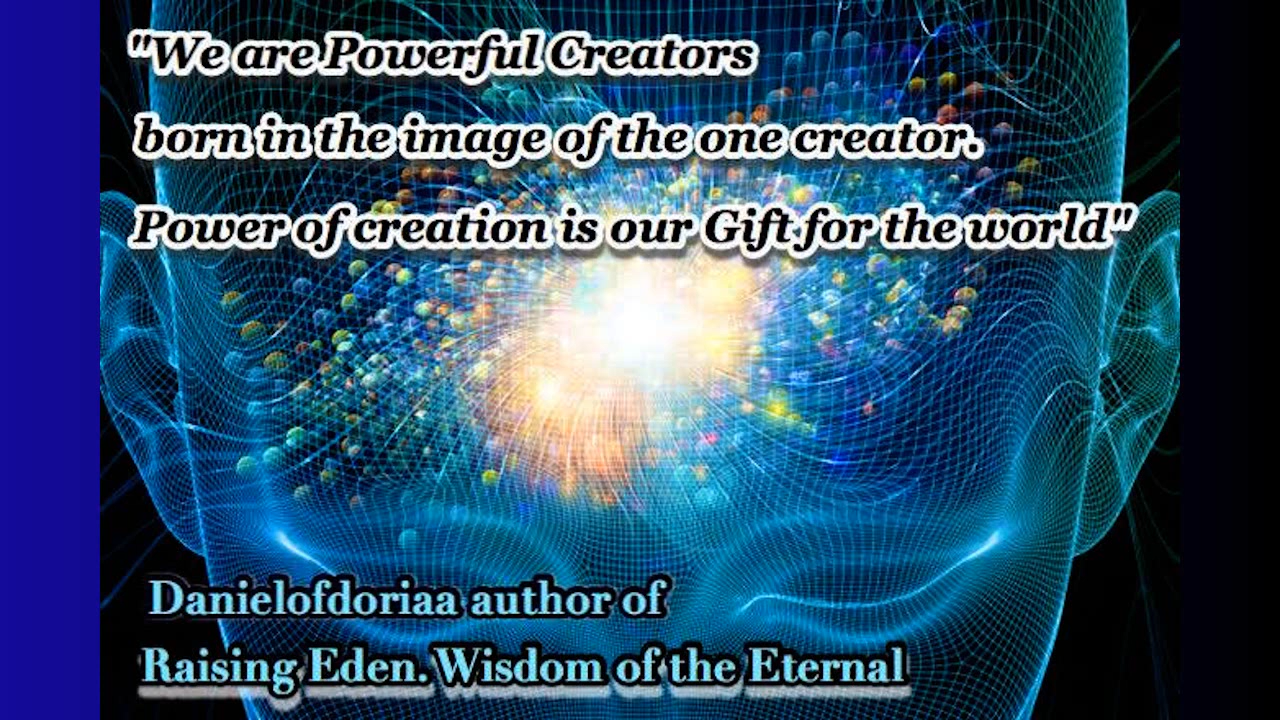 "We are Powerful Creators
born in the image of the one creator.
Power of creation is our Gift for the world"
Danielofdoriaa author of
Raising Eden. Wisdom of the Eternal